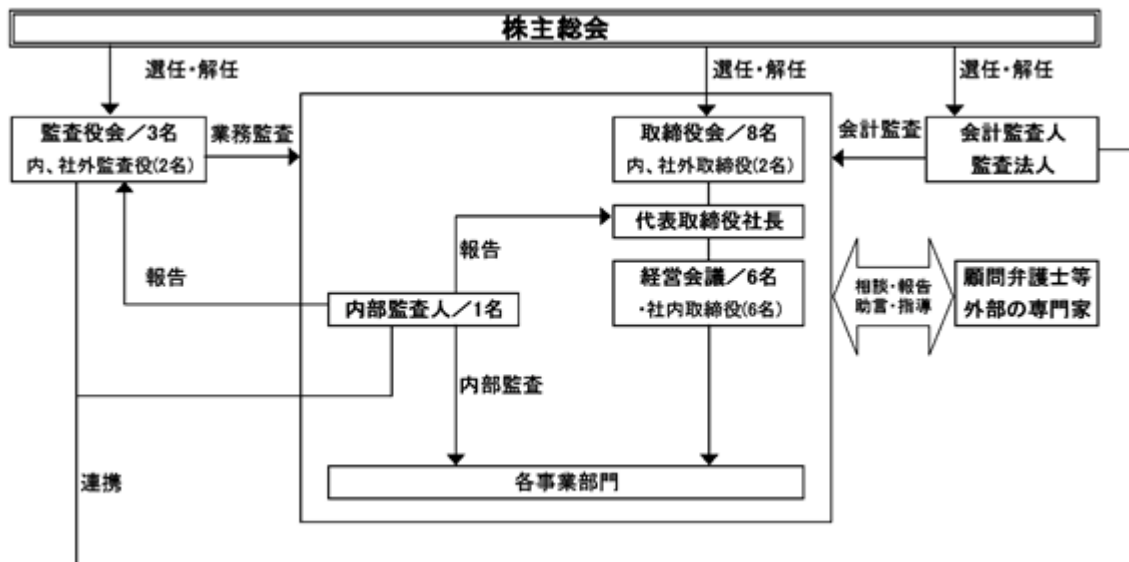 株主総会
選任・解任
選任・解任
選任・解任
監査役会／3名
内、社外監査役(2名)
業務監査
取締役会／8名
内、社外取締役(2名)
会計監査
会計監査人
監査法人
代表取締役社長
報告
報告
経営会議／6名
・社内取締役(6名)
相談・報告
助言・指導
顧問弁護士等
外部の専門家
内部監査人／1名
内部監査
連携
各事業部門